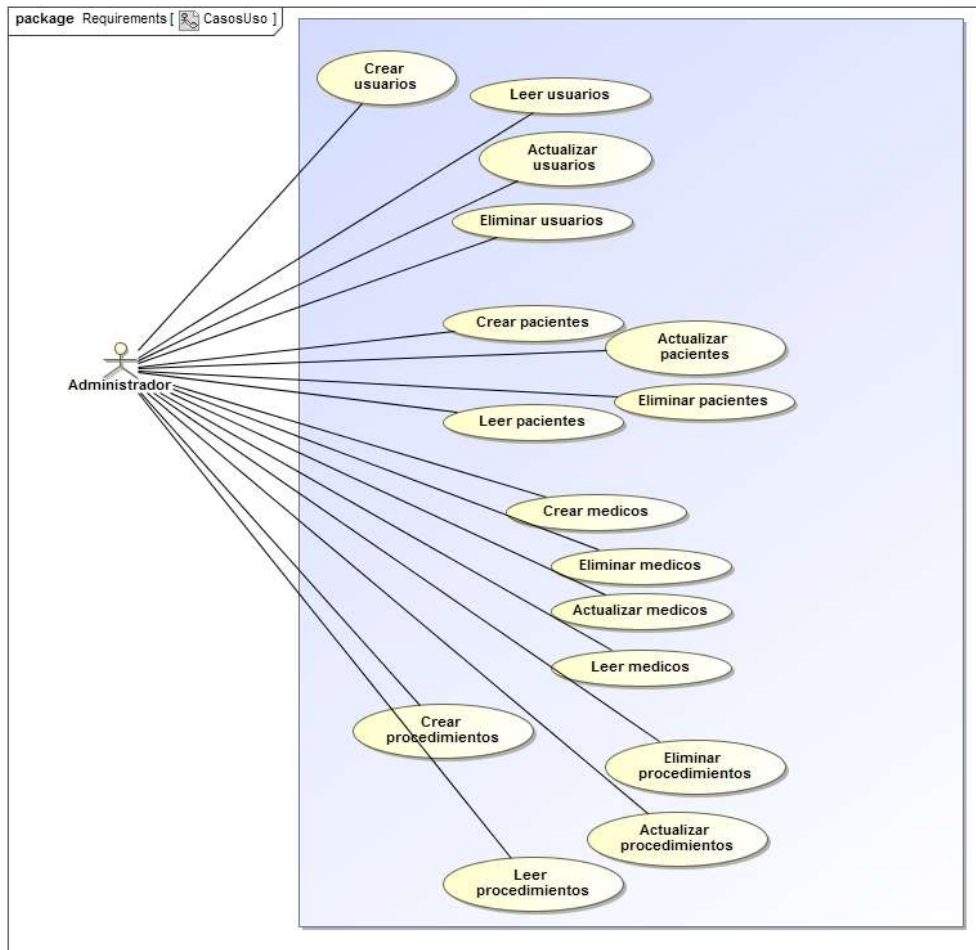 package Requirements [ CasosUso ]
Crear
usuarios
Leer usuarios
Actualizar
usuarios
Eliminar usuarios
Crear pacientes
Actualizar
pacientes
Administrador
Eliminar pacientes
Leer pacientes
Crear medicos
Eliminar medicos
Actualizar medicos
Leer medicos
Crear
procedimientos
Eliminar
procedimientos
Actualizar
procedimientos
Leer
procedimientos